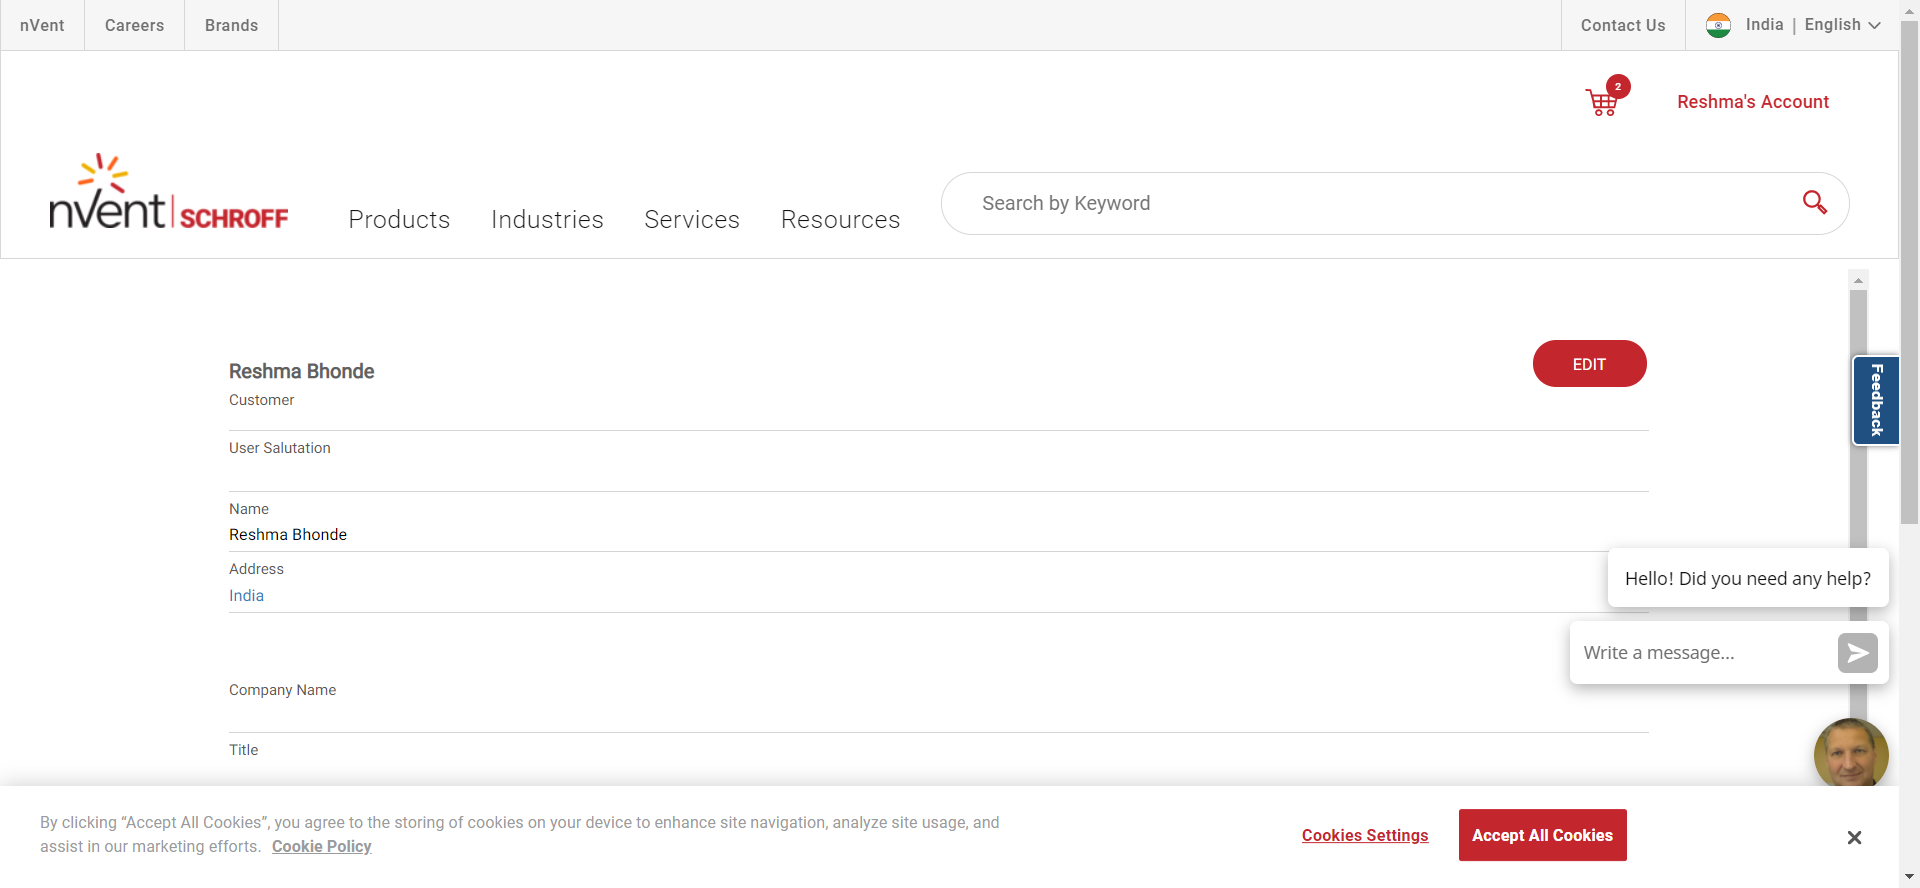 nVent
Careers
Brands
Contact Us
India | English
2
Reshma's Account
nVent | SCHROFF
Products
Industries
Services
Resources
Search by Keyword
Reshma Bhonde
EDIT
Customer
Feedback
User Salutation
Name
Reshma Bhonde
Address
India
Hello! Did you need any help?
Write a message...
Company Name
Title
By clicking “Accept All Cookies”, you agree to the storing of cookies on your device to enhance site navigation, analyze site usage, and
assist in our marketing efforts. Cookie Policy
Cookies Settings
Accept All Cookies